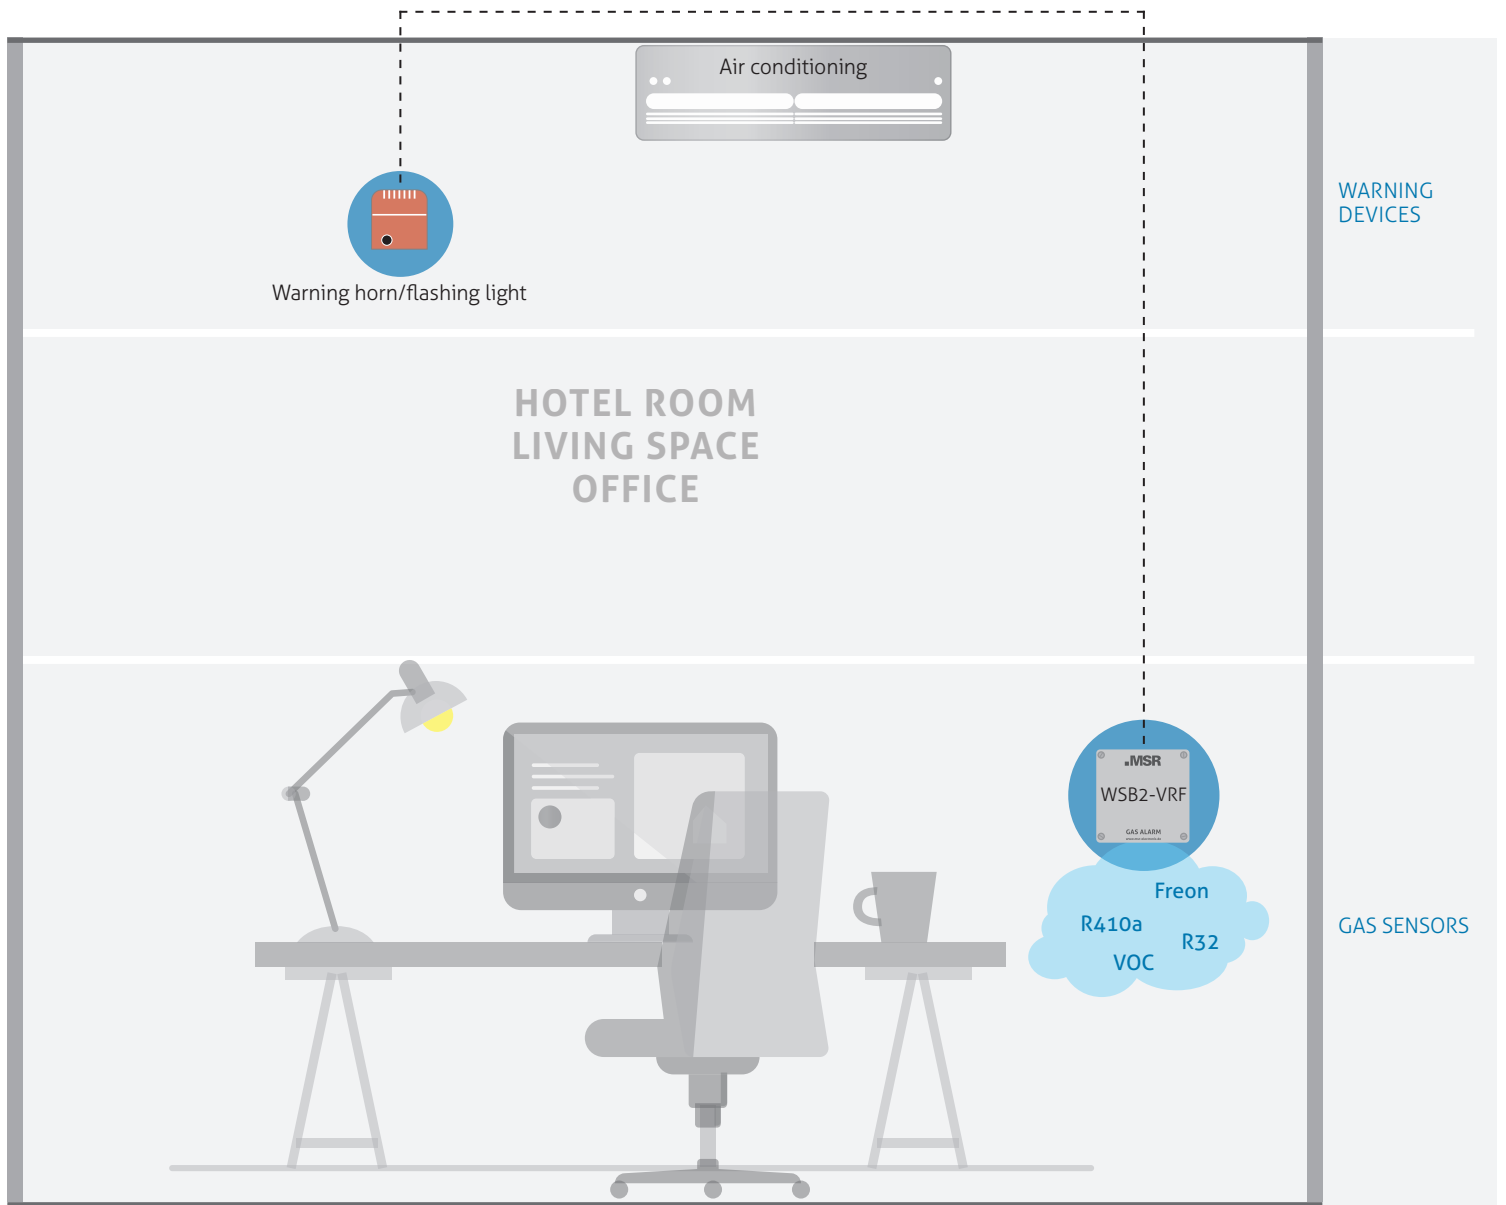 Air conditioning
WARNING
DEVICES
Warning horn/flashing light
HOTEL ROOM
LIVING SPACE
OFFICE
.MSR
WSB2-VRF
GAS ALARM
Freon
R410a
R32
VOC
GAS SENSORS